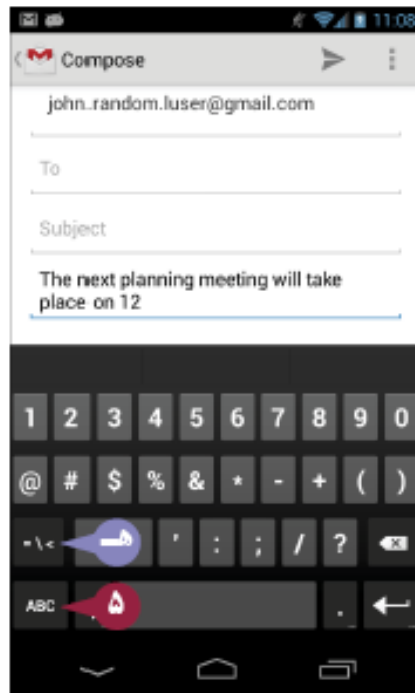 11:08
Compose
john.random.luser@gmail.com
To
Subject
The next planning meeting will take
place on 12
1 2 3 4 5 6 7 8 9 0
@ # $ % & * - + ( )
= \ < هـ ' : ; / ? 
ABC , ۵ .